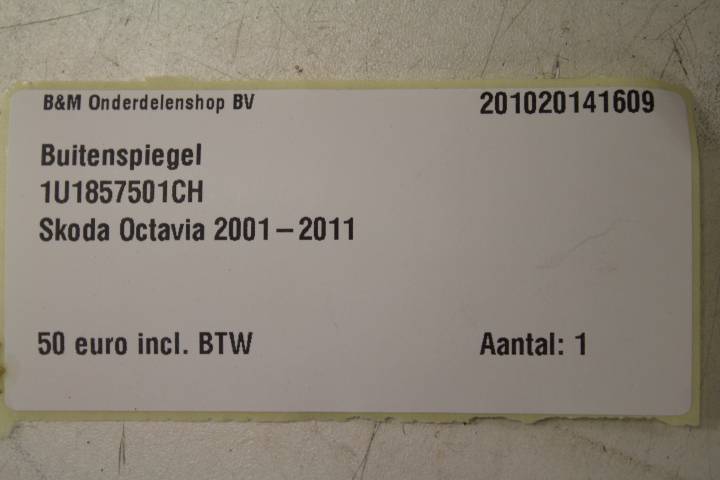 B&M Onderdelenshop BV 201020141609
Buitenspiegel
1U1857501CH
Skoda Octavia 2001-2011
50 euro incl. BTW Aantal: 1